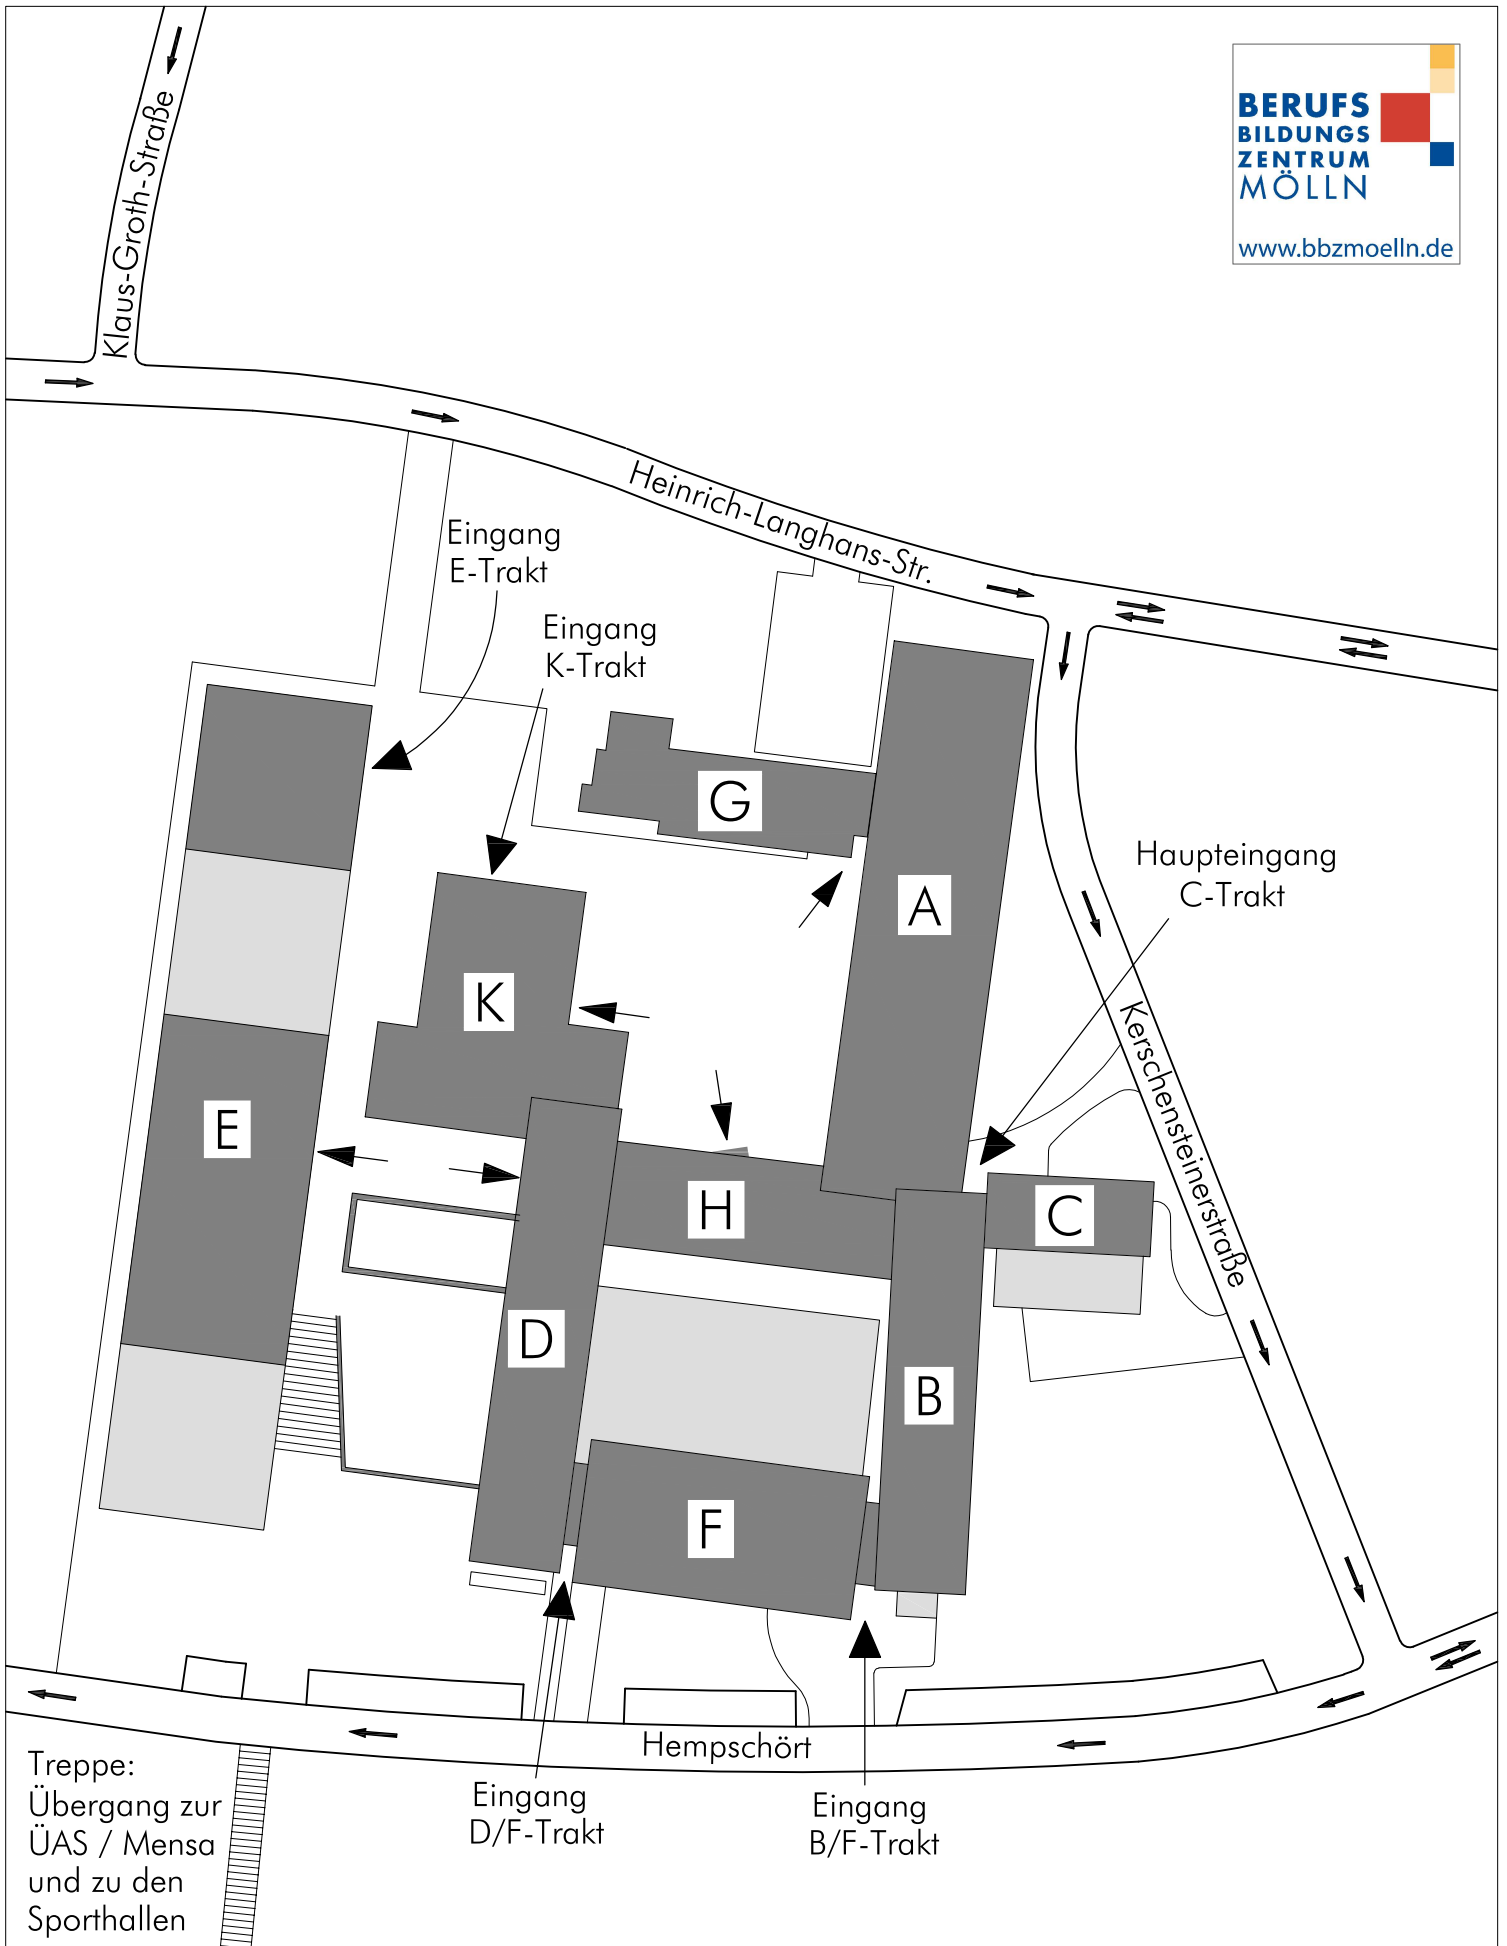 Klaus-Groth-Straße
BERUFS
BILDUNGS
ZENTRUM
MÖLLN
www.bbzmoelln.de
Heinrich-Langhans-Str.
Eingang
E-Trakt
Eingang
K-Trakt
G
A
Haupteingang
C-Trakt
K
Kerschensteinerstraße
E
H
C
D
B
F
Hempschört
Treppe:
Übergang zur
ÜAS / Mensa
und zu den
Sporthallen
Eingang
D/F-Trakt
Eingang
B/F-Trakt